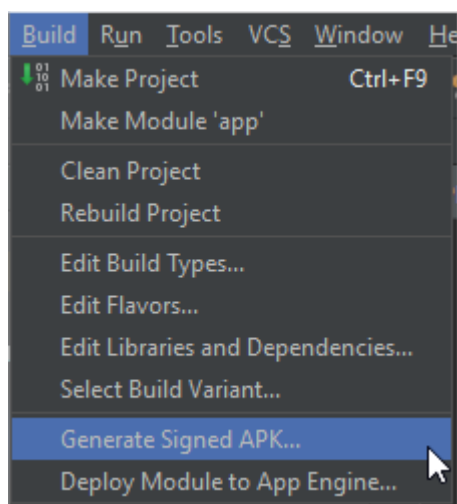 Build Run Tools VCS Window He
Make Project Ctrl+F9
Make Module 'app'
Clean Project
Rebuild Project
Edit Build Types...
Edit Flavors...
Edit Libraries and Dependencies...
Select Build Variant...
Generate Signed APK...
Deploy Module to App Engine...